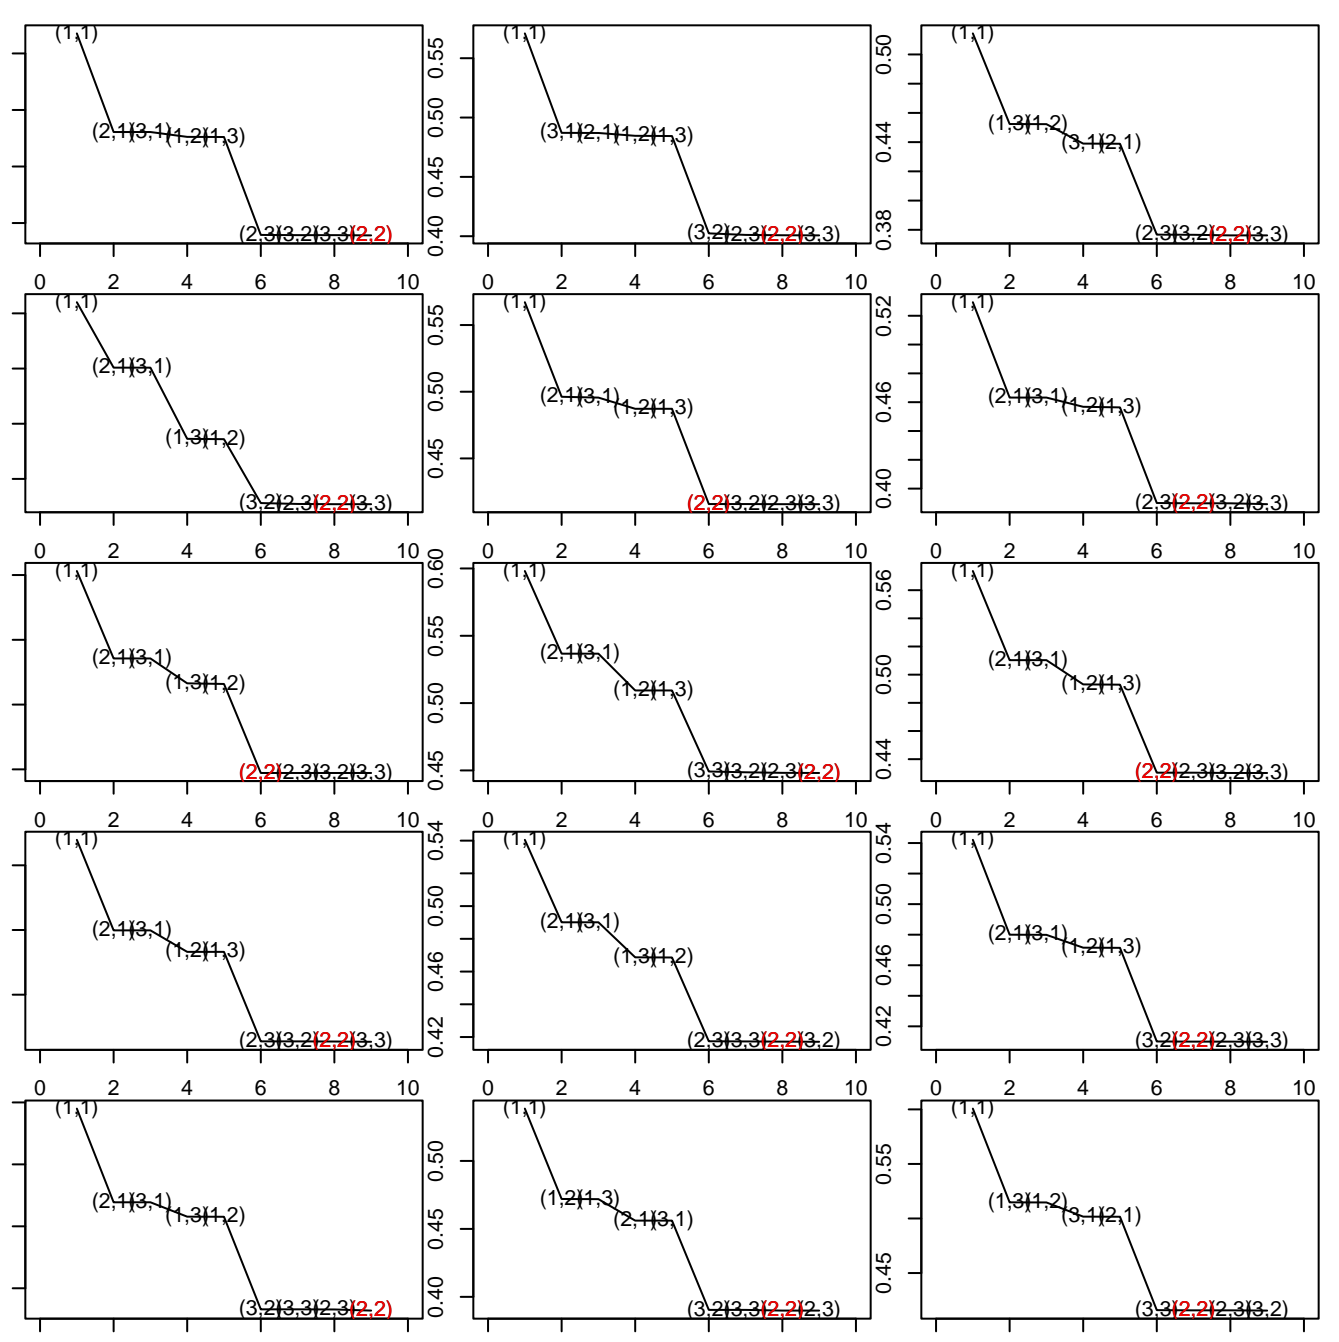 (1,1) (1,1) (1,1)
0.55 0.50
(2,1) (3,1) (1,2) (1,3) 0.50 (3,1) (2,1) (1,2) (1,3) (1,3) (1,2)
0.45 0.44 (3,1) (2,1)
(2,3) (3,2) (3,3) (2,2) 0.40 (3,2) (2,3) (2,2) (3,3) 0.38 (2,3) (3,2) (2,2) (3,3)
0 2 4 6 8 10 0 2 4 6 8 10 0 2 4 6 8 10
(1,1) (1,1) (1,1)
0.55 0.52
(2,1) (3,1) 0.50 (2,1) (3,1) (1,2) (1,3) (2,1) (3,1) (1,2) (1,3)
(1,3) (1,2) 0.45 0.46
(3,2) (2,3) (2,2) (3,3) (2,2) (3,2) (2,3) (3,3) 0.40 (2,3) (2,2) (3,2) (3,3)
0 2 4 6 8 10 0 2 4 6 8 10 0 2 4 6 8 10
(1,1) 0.60 (1,1) 0.56 (1,1)
(2,1) (3,1) 0.55 (2,1) (3,1) (2,1) (3,1)
(1,3) (1,2) 0.50 (1,2) (1,3) 0.50 (1,2) (1,3)
(2,2) (2,3) (3,2) (3,3) 0.45 (3,3) (3,2) (2,3) (2,2) 0.44 (2,2) (2,3) (3,2) (3,3)
0 2 4 6 8 10 0 2 4 6 8 10 0 2 4 6 8 10
(1,1) 0.54 (1,1) 0.54 (1,1)
(2,1) (3,1) 0.50 (2,1) (3,1) 0.50 (2,1) (3,1)
(1,2) (1,3) 0.46 (1,3) (1,2) 0.46 (1,2) (1,3)
(2,3) (3,2) (2,2) (3,3) 0.42 (2,3) (3,3) (2,2) (3,2) 0.42 (3,2) (2,2) (2,3) (3,3)
0 2 4 6 8 10 0 2 4 6 8 10 0 2 4 6 8 10
(1,1) (1,1) (1,1)
0.50 0.55
(2,1) (3,1) (1,2) (1,3) (1,3) (1,2)
(1,3) (1,2) 0.45 (2,1) (3,1) (3,1) (2,1)
0.45
(3,2) (3,3) (2,3) (2,2) 0.40 (3,2) (3,3) (2,2) (2,3) (3,3) (2,2) (2,3) (3,2)